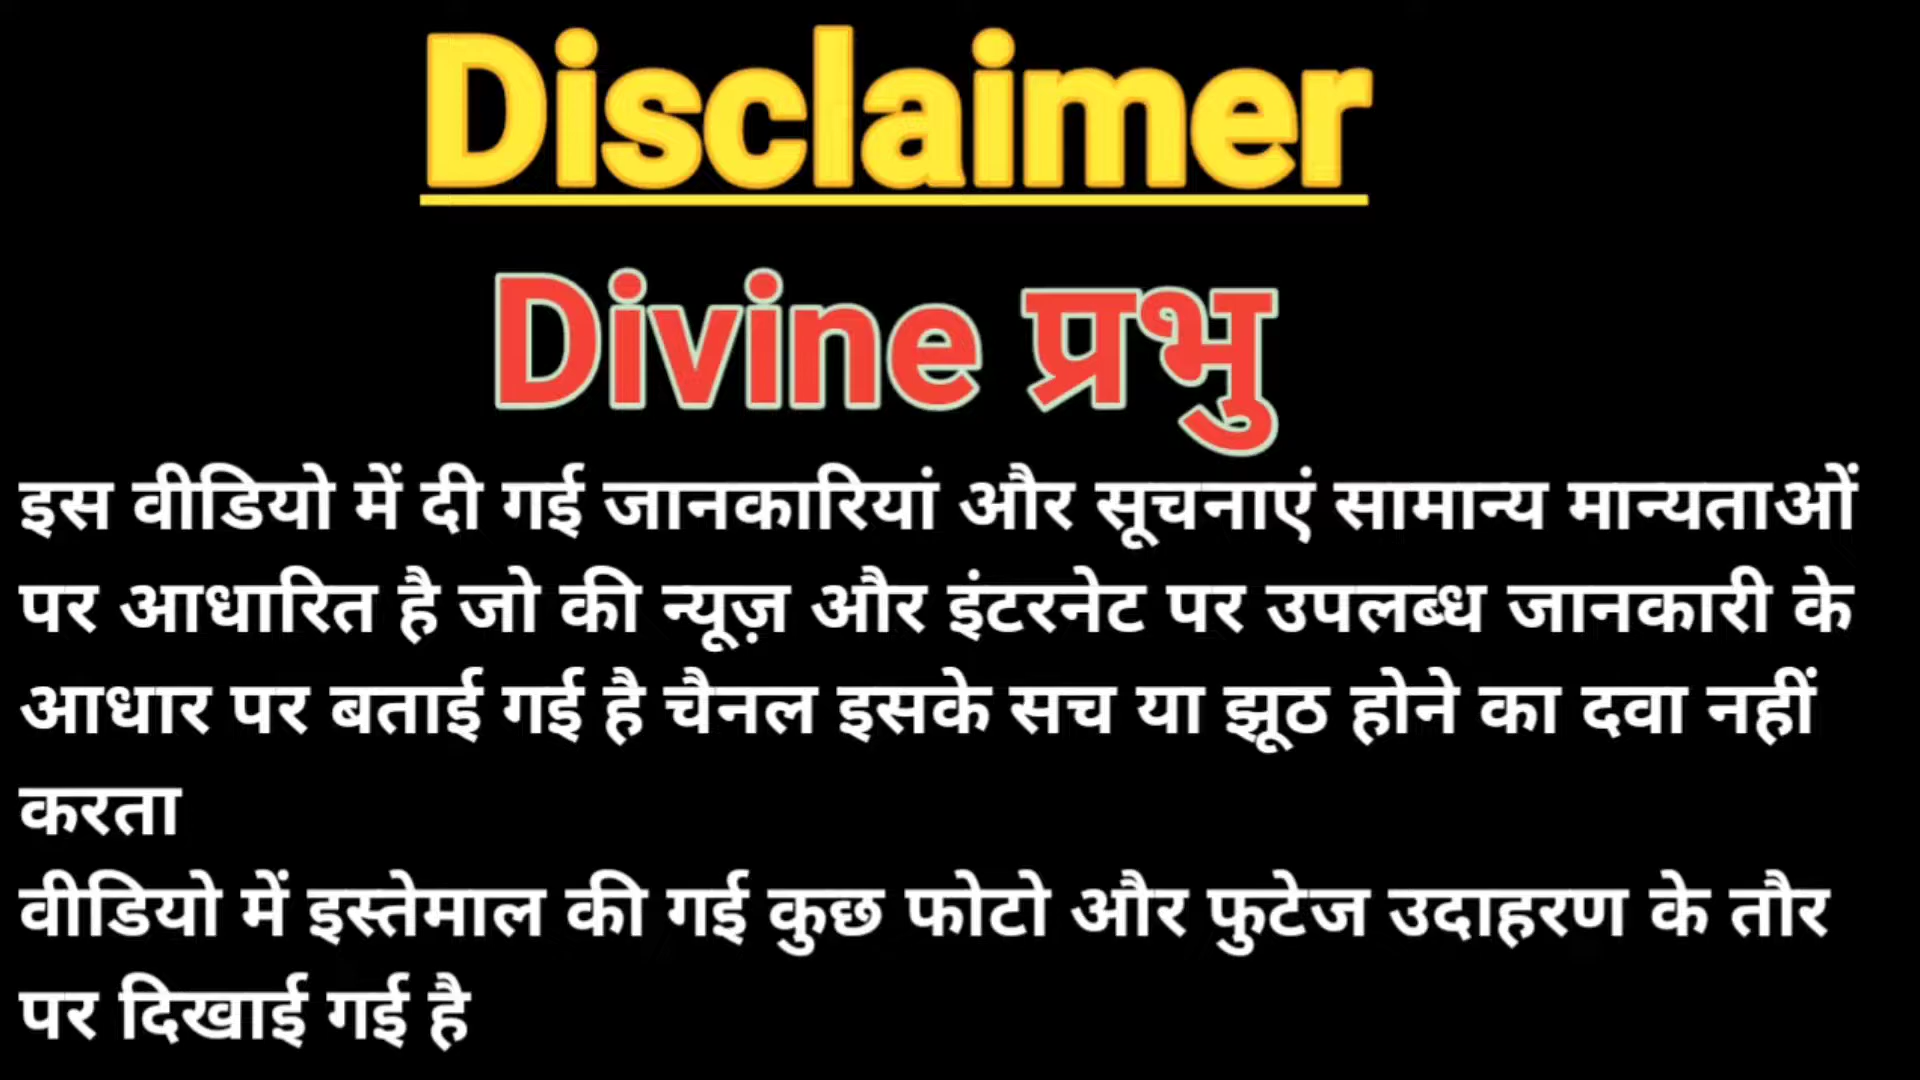 Disclaimer
Divine प्रभु
इस वीडियो में दी गई जानकारियां और सूचनाएं सामान्य मान्यताओं
पर आधारित है जो की न्यूज़ और इंटरनेट पर उपलब्ध जानकारी के
आधार पर बताई गई है चैनल इसके सच या झूठ होने का दवा नहीं
करता
वीडियो में इस्तेमाल की गई कुछ फोटो और फुटेज उदाहरण के तौर
पर दिखाई गई है